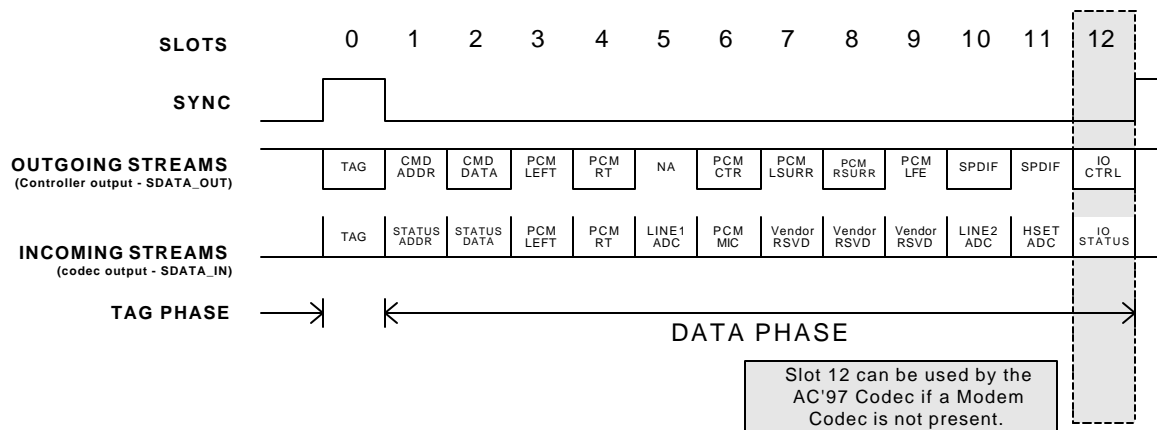 SLOTS 0 1 2 3 4 5 6 7 8 9 10 11 12
SYNC
OUTGOING STREAMS
(Controller output - SDATA_OUT)
TAG
CMD
ADDR
CMD
DATA
PCM
LEFT
PCM
RT
NA
PCM
CTR
PCM
LSURR
PCM
RSURR
PCM
LFE
SPDIF
SPDIF
IO
CTRL
INCOMING STREAMS
(codec output - SDATA_IN)
TAG
STATUS
ADDR
STATUS
DATA
PCM
LEFT
PCM
RT
LINE1
ADC
PCM
MIC
Vendor
RSVD
Vendor
RSVD
Vendor
RSVD
LINE2
ADC
HSET
ADC
IO
STATUS
TAG PHASE
DATA PHASE
Slot 12 can be used by the
AC'97 Codec if a Modem
Codec is not present.